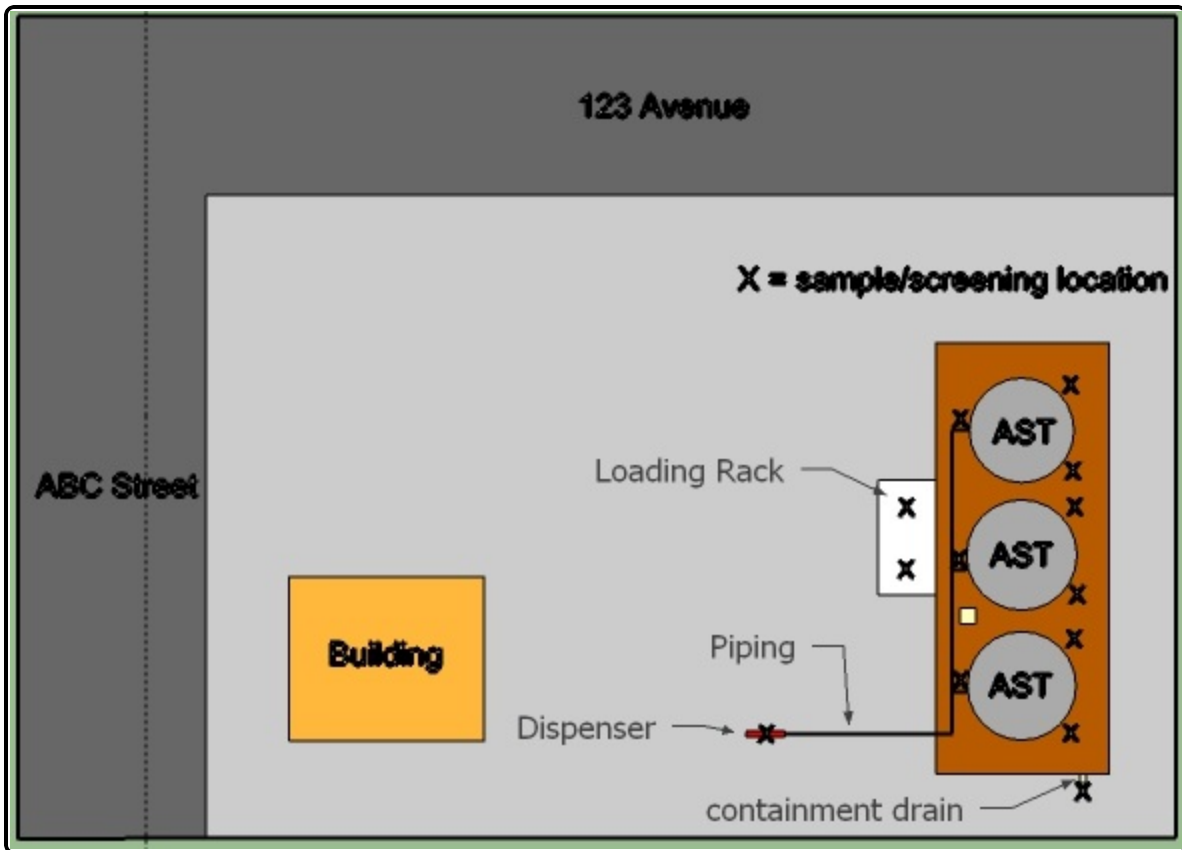 123 Avenue
X = sample/screening location
X
X
AST
X
ABC Street
Loading Rack
X
X
X
X
AST
X
X
Building
Piping
X
X
AST
Dispenser
X
X
containment drain
X